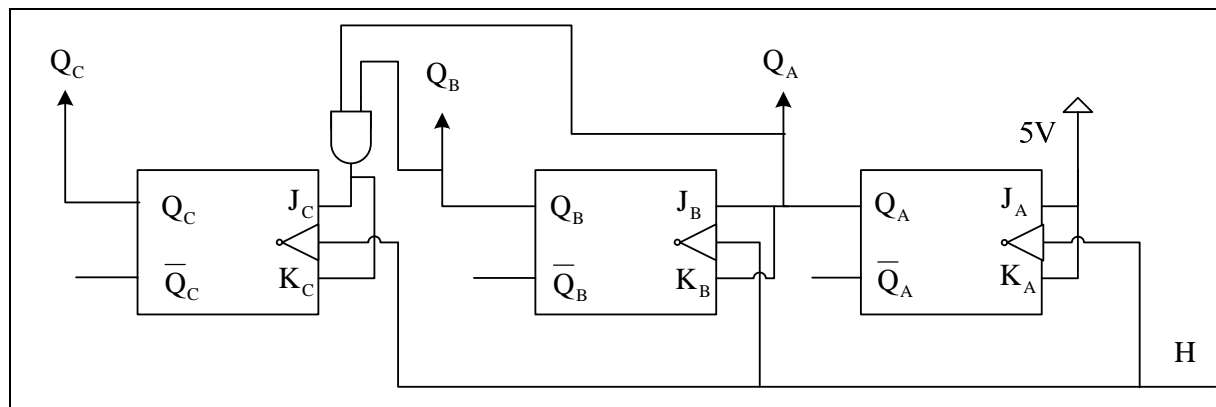 Q_C
Q_B
Q_A
5V
Q_C
J_C
Q̅_C
K_C
Q_B
J_B
Q̅_B
K_B
Q_A
J_A
Q̅_A
K_A
H